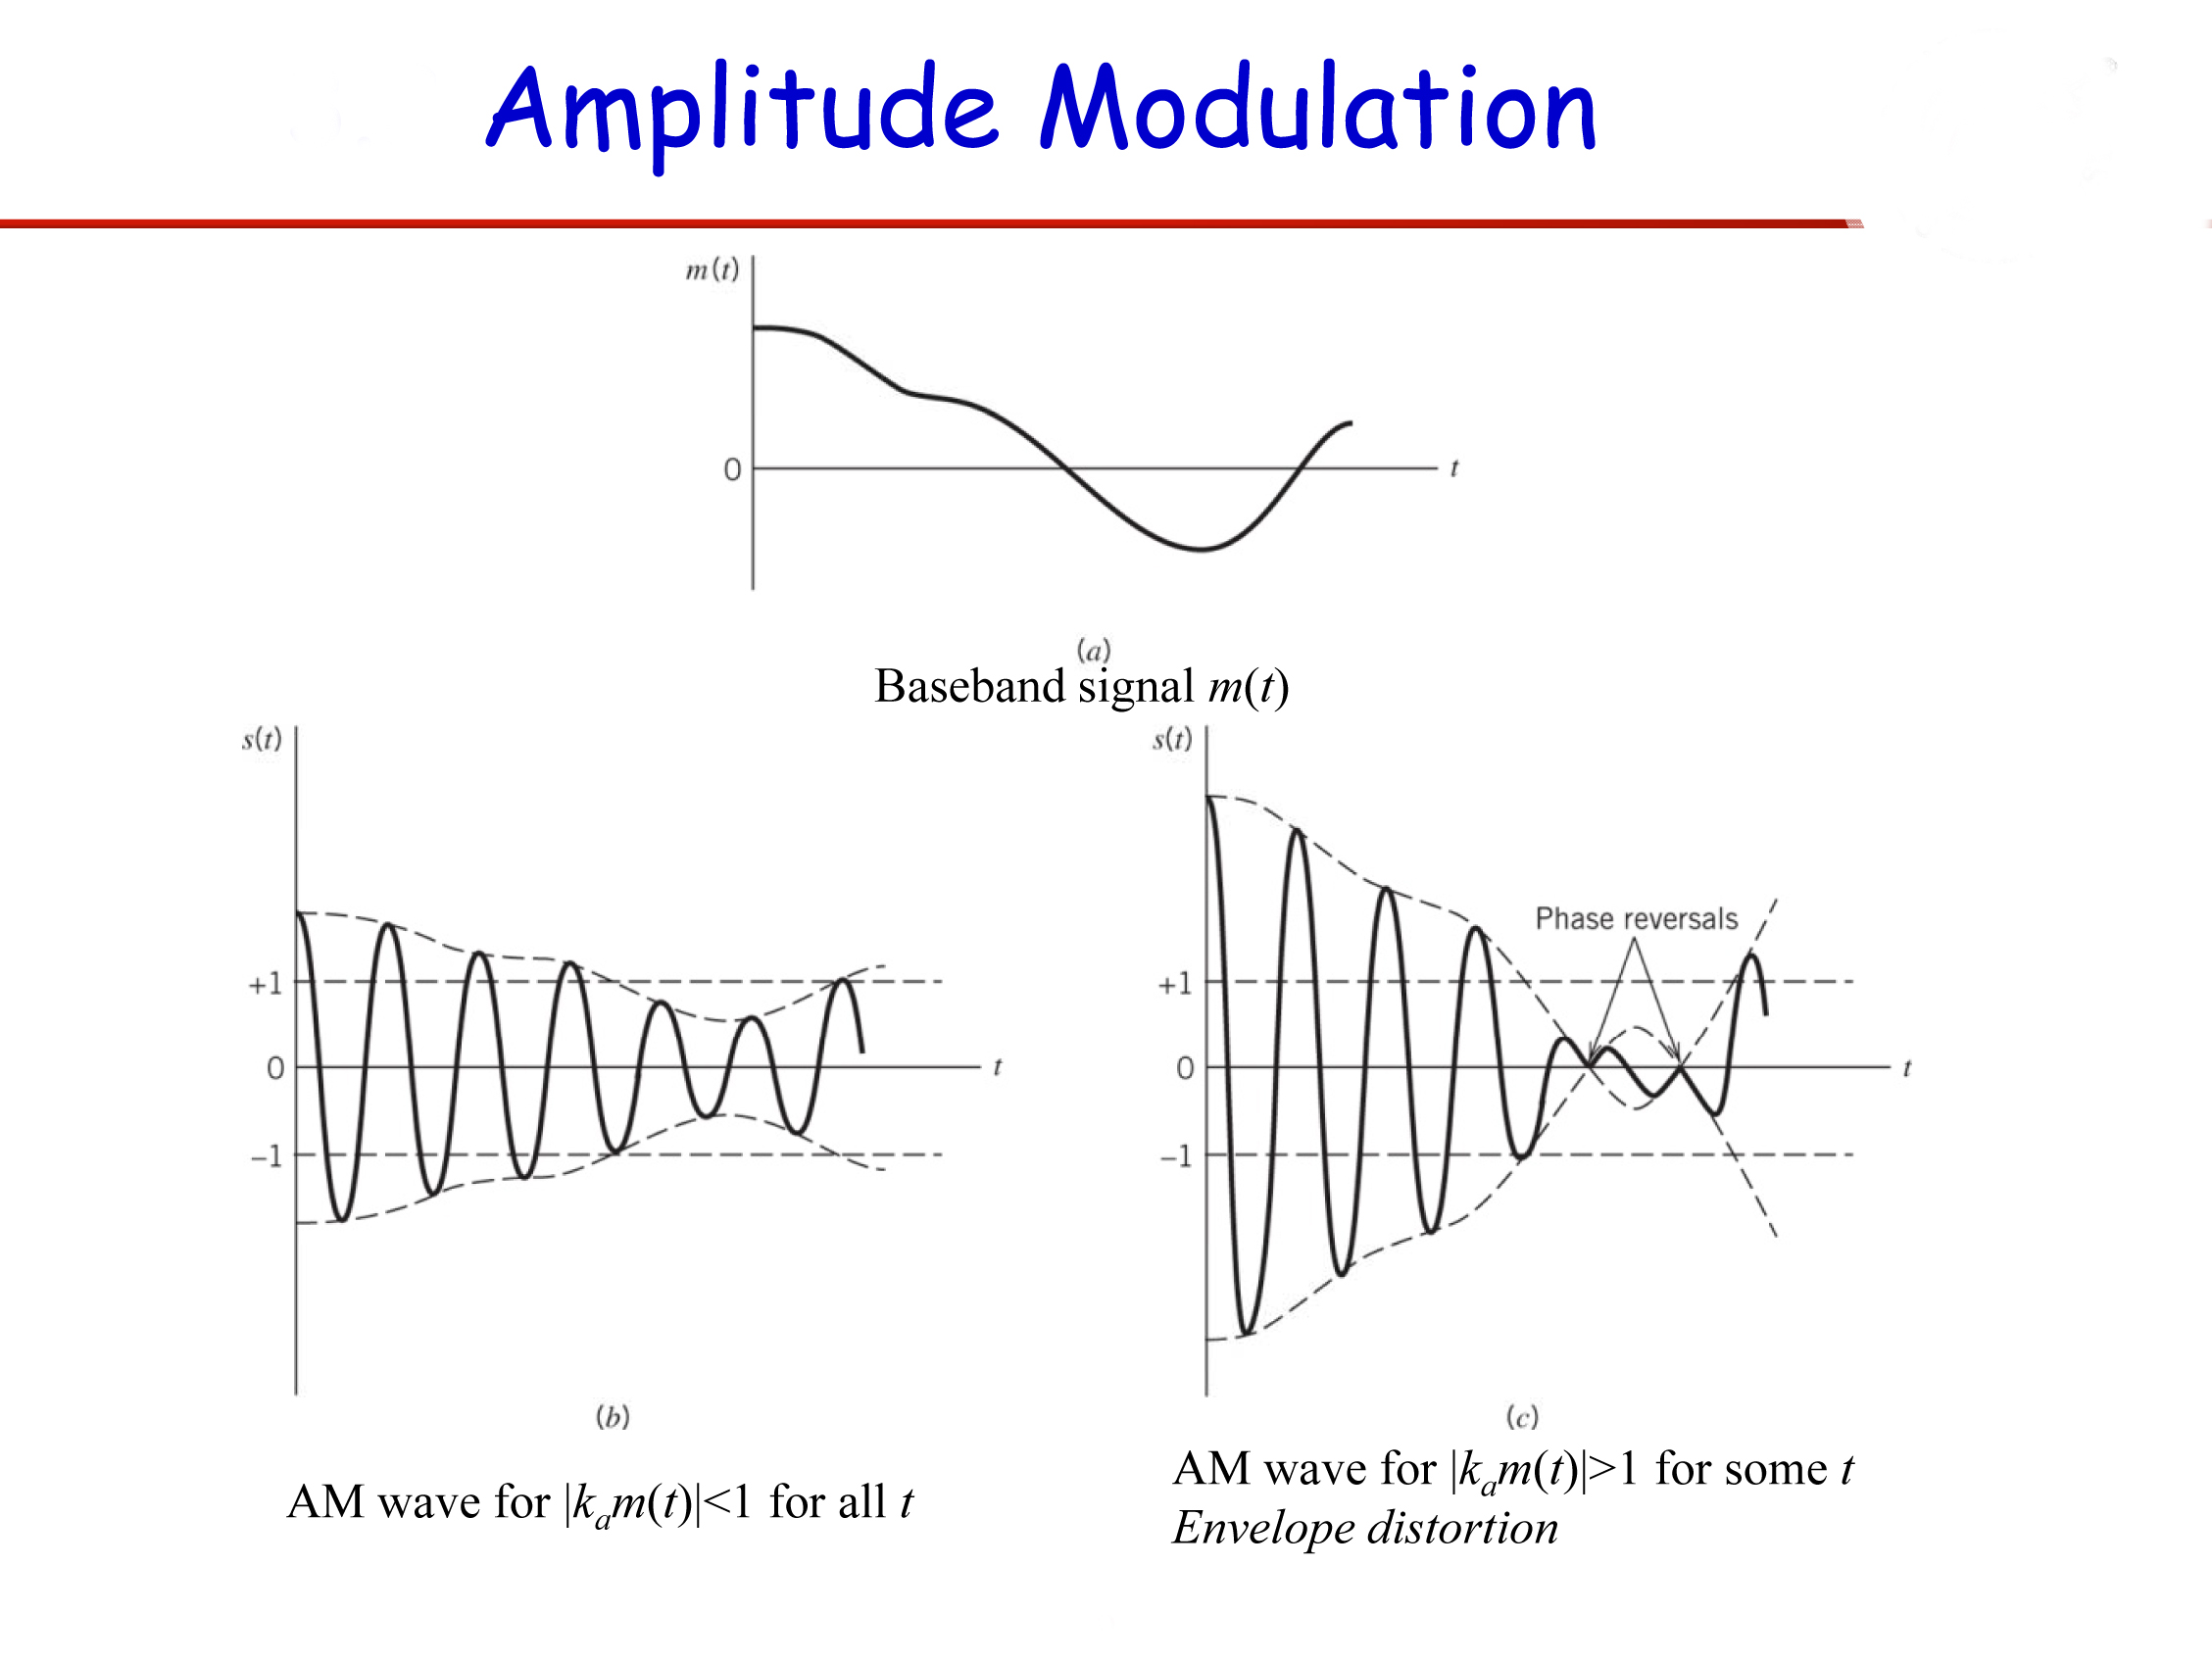 Amplitude Modulation
m(t)
0
t
(a)
Baseband signal m(t)
s(t)
+1
0
t
−1
(b)
AM wave for |kₐm(t)|<1 for all t
s(t)
Phase reversals
+1
0
t
−1
(c)
AM wave for |kₐm(t)|>1 for some t
Envelope distortion